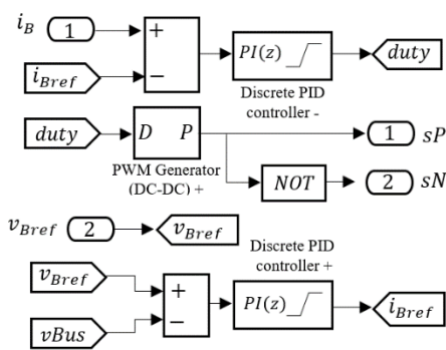 i_B 1 + PI(z) duty
i_Bref −
Discrete PID
controller -
duty D P 1 sP
PWM Generator
(DC-DC) +
NOT 2 sN
v_Bref 2 v_Bref
Discrete PID
controller +
v_Bref + PI(z) i_Bref
vBus −